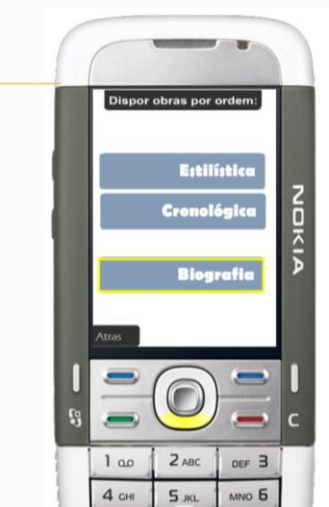 Dispor obras por ordem:
Estilística
Cronológica
Biografia
Atras
NOKIA
C
1
2 ABC
DEF 3
4 GHI
5 JKL
MNO 6